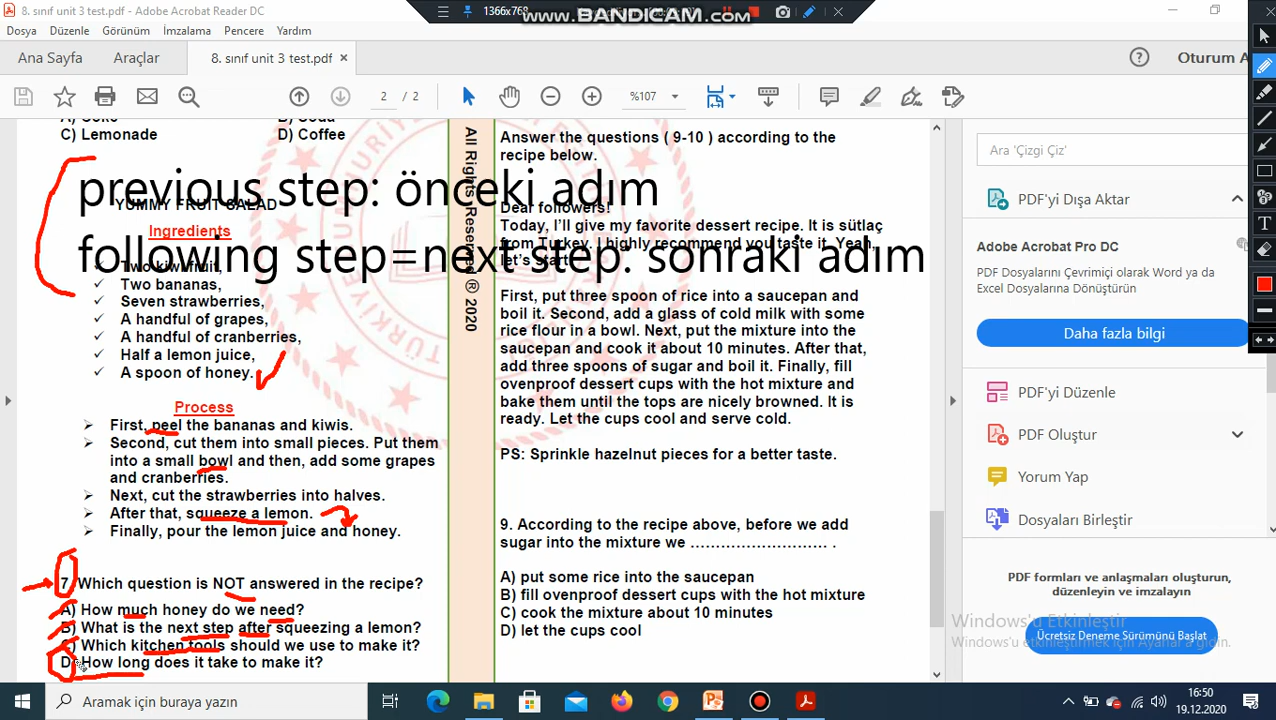 8. sınıf unit 3 test.pdf - Adobe Acrobat Reader DC
1366x768
www.BANDICAM.com
Dosya Düzenle Görünüm İmzalama Pencere Yardım
Ana Sayfa Araçlar 8. sınıf unit 3 test.pdf × Oturum A
2 / 2 %107
C) Lemonade D) Coffee
previous step: önceki adım
following step=next step: sonraki adım
YUMMY FRUIT SALAD
Ingredients
Two kiwi fruit,
Two bananas,
Seven strawberries,
A handful of grapes,
A handful of cranberries,
Half a lemon juice,
A spoon of honey.
Process
First, peel the bananas and kiwis.
Second, cut them into small pieces. Put them
into a small bowl and then, add some grapes
and cranberries.
Next, cut the strawberries into halves.
After that, squeeze a lemon.
Finally, pour the lemon juice and honey.
7. Which question is NOT answered in the recipe?
A) How much honey do we need?
B) What is the next step after squeezing a lemon?
C) Which kitchen tools should we use to make it?
D) How long does it take to make it?
All Rights Reserved ® 2020
Answer the questions ( 9-10 ) according to the
recipe below.
Dear followers!
Today, I'll give my favorite dessert recipe. It is sütlaç
from Turkey. I highly recommend you taste it. Yeah,
let's start
First, put three spoon of rice into a saucepan and
boil it. Second, add a glass of cold milk with some
rice flour in a bowl. Next, put the mixture into the
saucepan and cook it about 10 minutes. After that,
add three spoons of sugar and boil it. Finally, fill
ovenproof dessert cups with the hot mixture and
bake them until the tops are nicely browned. It is
ready. Let the cups cool and serve cold.
PS: Sprinkle hazelnut pieces for a better taste.
9. According to the recipe above, before we add
sugar into the mixture we ………………………… .
A) put some rice into the saucepan
B) fill ovenproof dessert cups with the hot mixture
C) cook the mixture about 10 minutes
D) let the cups cool
Ara 'Çizgi Çiz'
PDF'yi Dışa Aktar
Adobe Acrobat Pro DC
PDF Dosyalarını Çevrimiçi olarak Word ya da
Excel Dosyalarına Dönüştürün
Daha fazla bilgi
PDF'yi Düzenle
PDF Oluştur
Yorum Yap
Dosyaları Birleştir
PDF formları ve anlaşmaları oluşturun,
düzenleyin ve imzalayın
Windows'u Etkinleştir
Windows'u etkinleştirmek için Ayarlar'a gidin.
Ücretsiz Deneme Sürümünü Başlat
Aramak için buraya yazın
16:50
19.12.2020